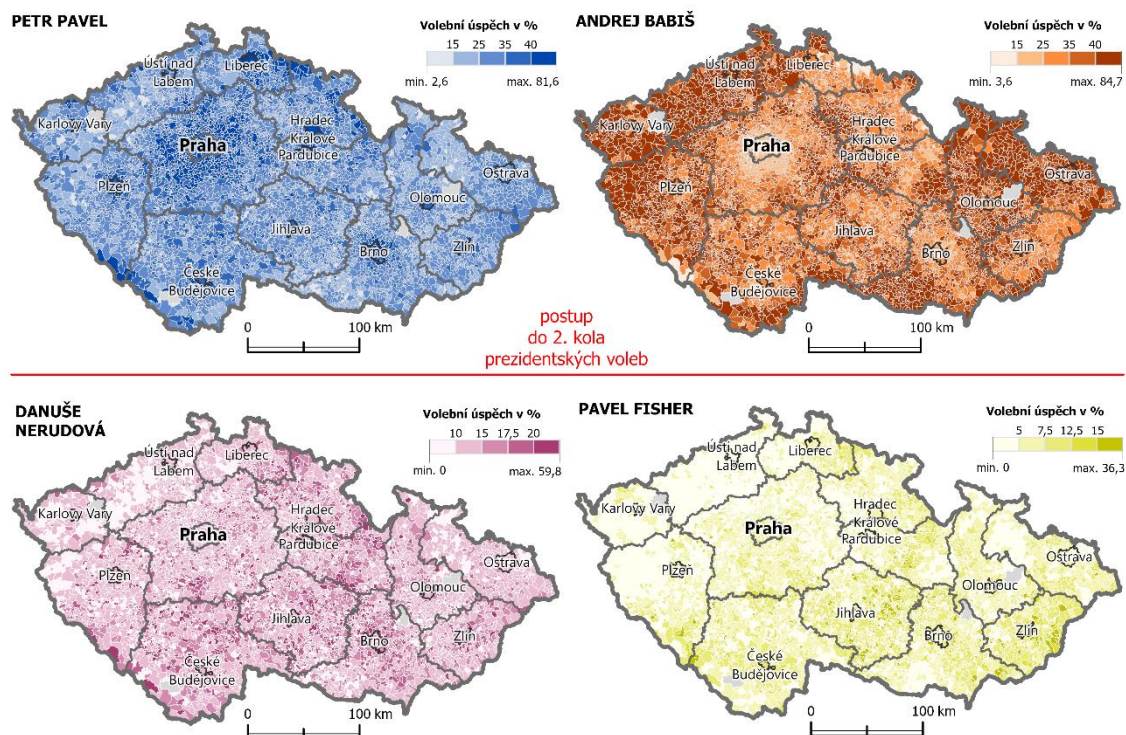 PETR PAVEL
Volební úspěch v %
15 25 35 40
min. 2,6 max. 81,6
Ústí nad
Labem
Liberec
Karlovy Vary
Hradec
Králové
Praha
Pardubice
Plzeň
Ostrava
Olomouc
Jihlava
Brno
Zlín
České
Budějovice
0 100 km
ANDREJ BABIŠ
Volební úspěch v %
15 25 35 40
min. 3,6 max. 84,7
Ústí nad
Labem
Liberec
Karlovy Vary
Hradec
Králové
Praha
Pardubice
Plzeň
Ostrava
Olomouc
Jihlava
Brno
Zlín
České
Budějovice
0 100 km
postup
do 2. kola
prezidentských voleb
DANUŠE
NERUDOVÁ
Volební úspěch v %
10 15 17,5 20
min. 0 max. 59,8
Ústí nad
Labem
Liberec
Karlovy Vary
Hradec
Králové
Praha
Pardubice
Plzeň
Ostrava
Olomouc
Jihlava
Brno
Zlín
České
Budějovice
0 100 km
PAVEL FISHER
Volební úspěch v %
5 7,5 12,5 15
min. 0 max. 36,3
Ústí nad
Labem
Liberec
Karlovy Vary
Hradec
Králové
Praha
Pardubice
Plzeň
Ostrava
Olomouc
Jihlava
Brno
Zlín
České
Budějovice
0 100 km